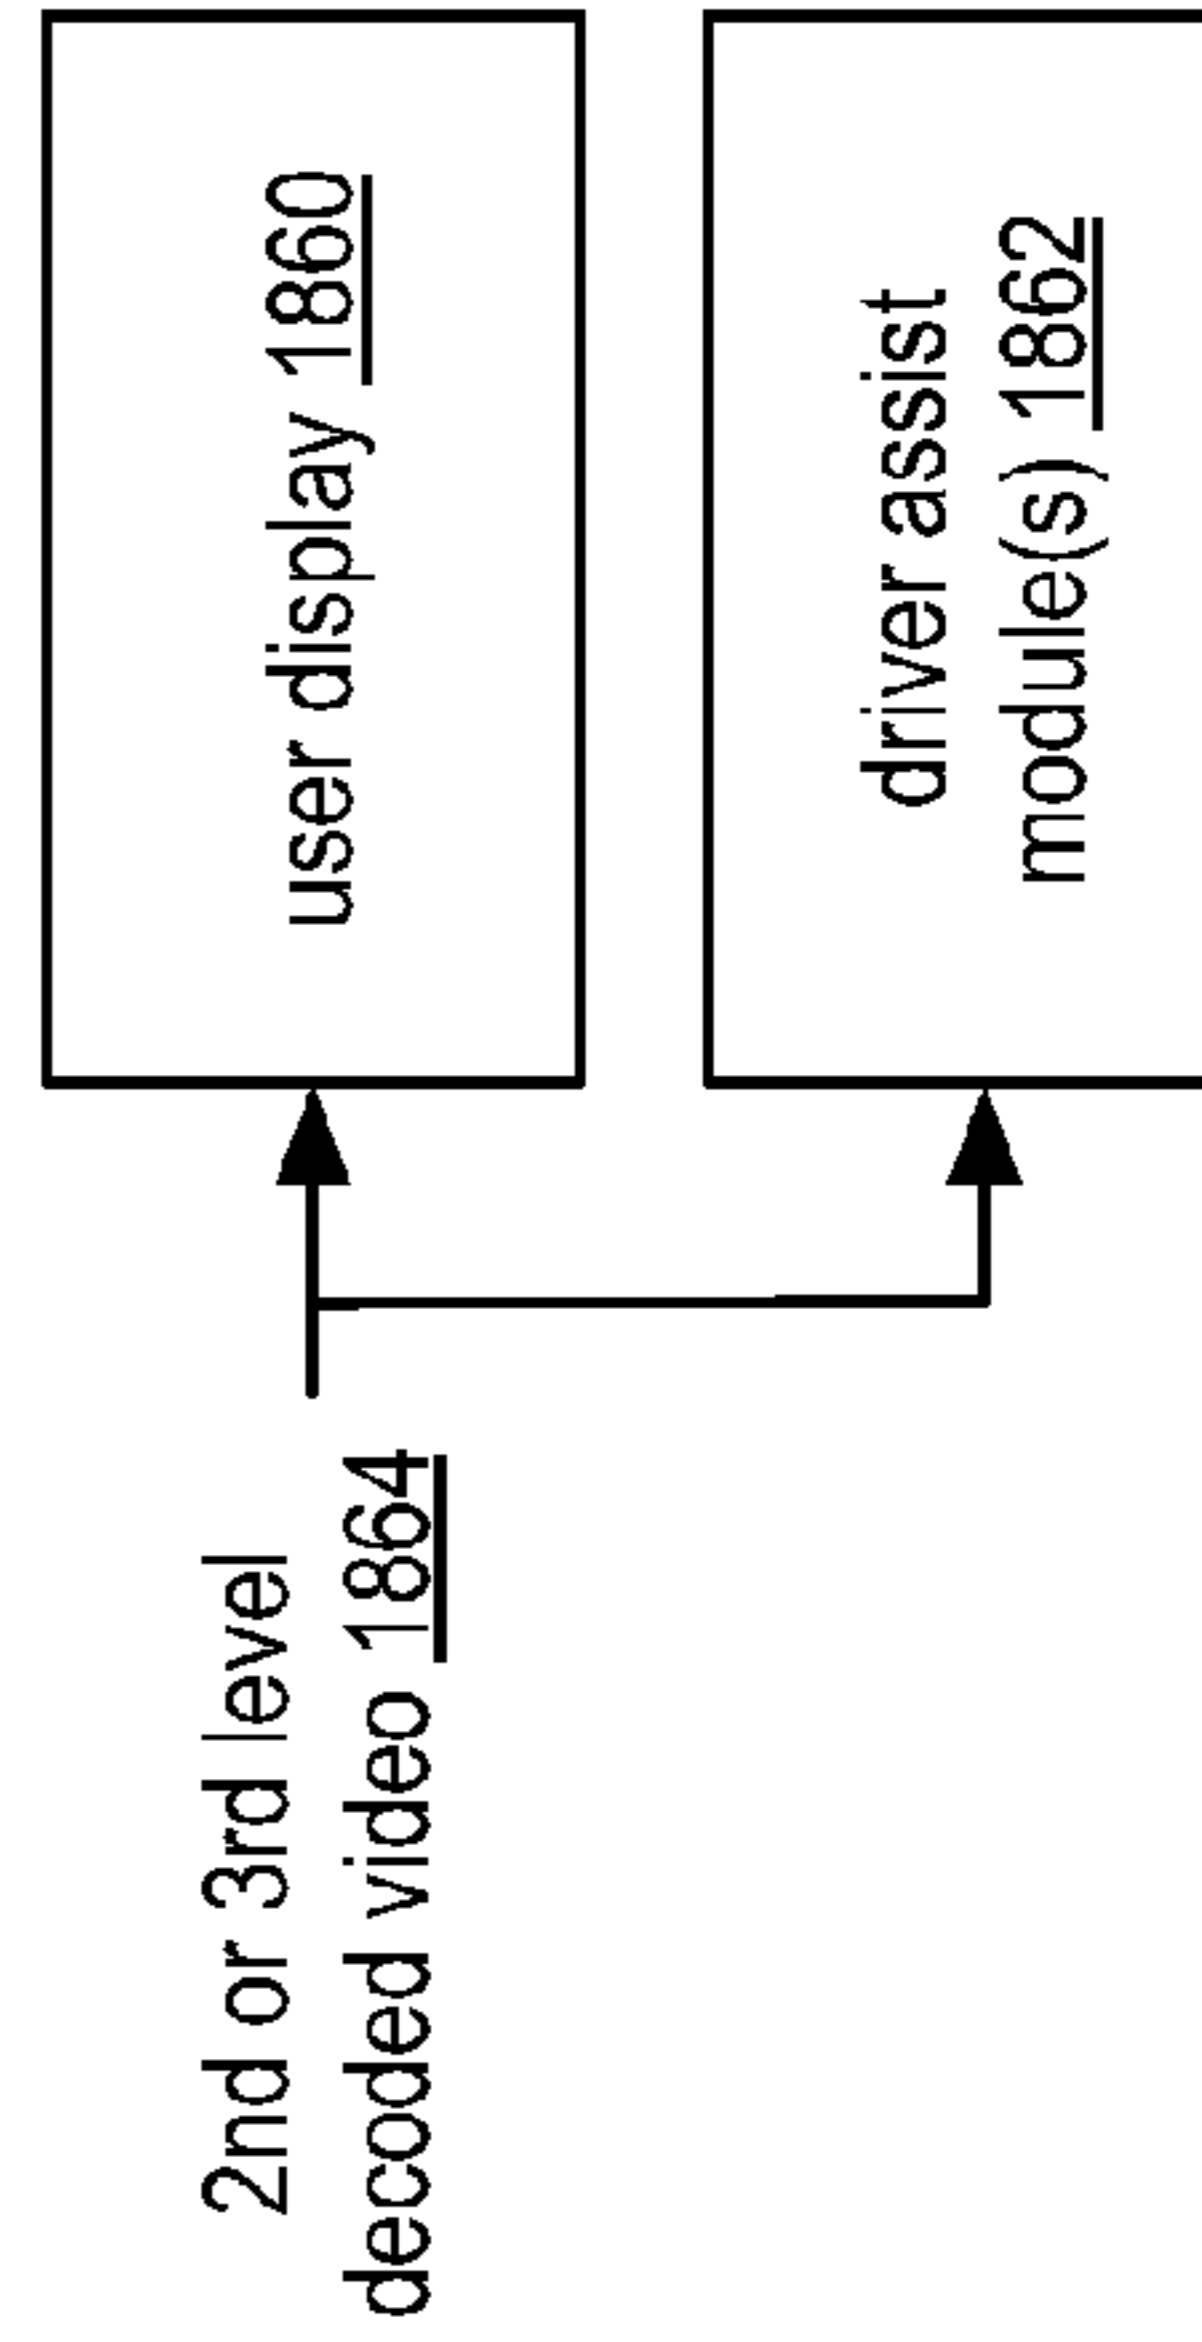 2nd or 3rd level
decoded video 1864
user display 1860
driver assist
module(s) 1862